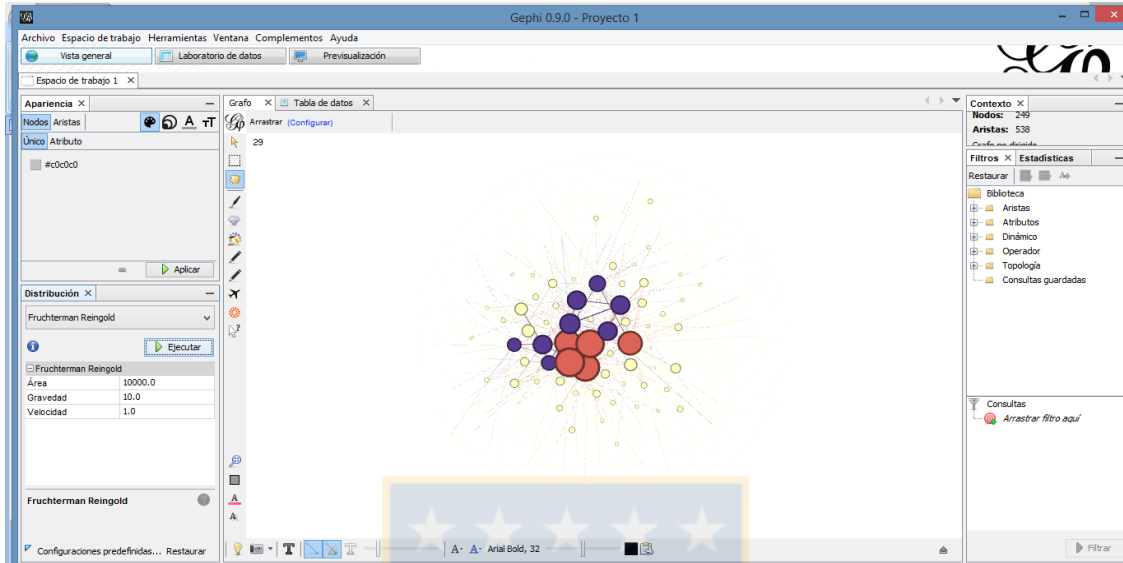 Gephi 0.9.0 - Proyecto 1
Archivo Espacio de trabajo Herramientas Ventana Complementos Ayuda
Vista general Laboratorio de datos Previsualización
Espacio de trabajo 1
Apariencia
Nodos Aristas
Único Atributo
#c0c0c0
Aplicar
Distribución
Fruchterman Reingold
Ejecutar
Fruchterman Reingold
Área 10000.0
Gravedad 10.0
Velocidad 1.0
Fruchterman Reingold
Configuraciones predefinidas... Restaurar
Grafo Tabla de datos
Arrastrar (Configurar)
29
A- A- Arial Bold, 32
Contexto
Nodos: 249
Aristas: 538
Grafo no dirigido
Filtros Estadísticas
Restaurar
Biblioteca
Aristas
Atributos
Dinámico
Operador
Topología
Consultas guardadas
Consultas
Arrastrar filtro aquí
Filtrar